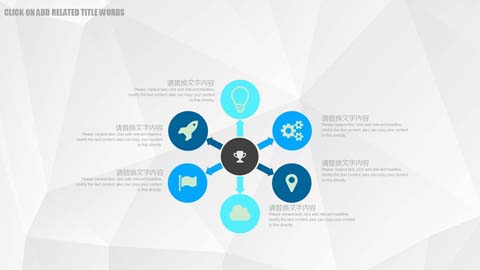 CLICK ON ADD RELATED TITLE WORDS
请替换文字内容
Please replace text, click add relevant headline,
modify the text content, also can copy your content
to this directly.
请替换文字内容
Please replace text, click add relevant headline,
modify the text content, also can copy your content
to this directly.
请替换文字内容
Please replace text, click add relevant headline,
modify the text content, also can copy your content
to this directly.
请替换文字内容
Please replace text, click add relevant headline,
modify the text content, also can copy your content
to this directly.
请替换文字内容
Please replace text, click add relevant headline,
modify the text content, also can copy your content
to this directly.
请替换文字内容
Please replace text, click add relevant headline,
modify the text content, also can copy your content
to this directly.